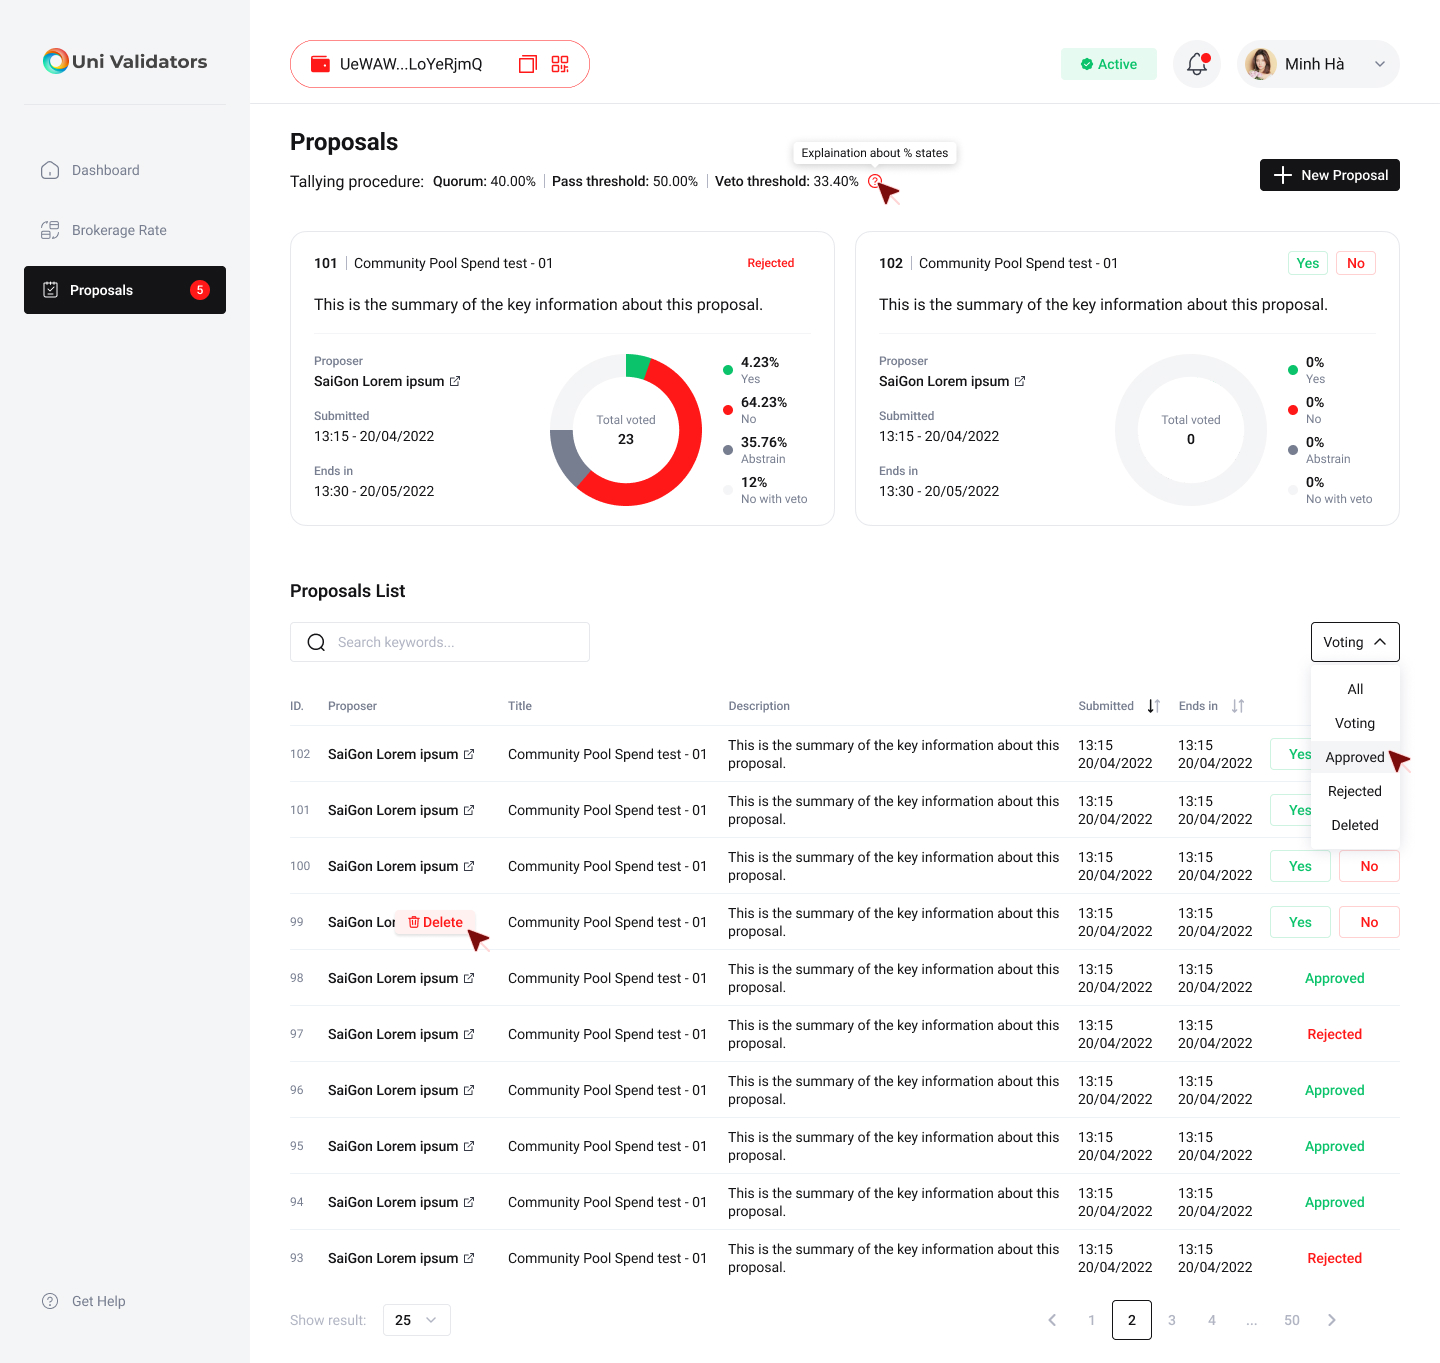 Uni Validators
UeWAW...LoYeRjmQ
Active
Minh Hà
Dashboard
Brokerage Rate
Proposals
5
Get Help
Proposals
Explaination about % states
Tallying procedure: Quorum: 40.00% Pass threshold: 50.00% Veto threshold: 33.40%
New Proposal
101 Community Pool Spend test - 01 Rejected
This is the summary of the key information about this proposal.
Proposer
SaiGon Lorem ipsum
Submitted
13:15 - 20/04/2022
Ends in
13:30 - 20/05/2022
Total voted
23
4.23%
Yes
64.23%
No
35.76%
Abstrain
12%
No with veto
102 Community Pool Spend test - 01 Yes No
This is the summary of the key information about this proposal.
Proposer
SaiGon Lorem ipsum
Submitted
13:15 - 20/04/2022
Ends in
13:30 - 20/05/2022
Total voted
0
0%
Yes
0%
No
0%
Abstrain
0%
No with veto
Proposals List
Search keywords...
Voting
All
Voting
Approved
Rejected
Deleted
ID. Proposer Title Description Submitted Ends in
102 SaiGon Lorem ipsum Community Pool Spend test - 01 This is the summary of the key information about this 13:15 13:15 Yes
proposal. 20/04/2022 20/04/2022
101 SaiGon Lorem ipsum Community Pool Spend test - 01 This is the summary of the key information about this 13:15 13:15 Yes
proposal. 20/04/2022 20/04/2022
100 SaiGon Lorem ipsum Community Pool Spend test - 01 This is the summary of the key information about this 13:15 13:15 Yes No
proposal. 20/04/2022 20/04/2022
99 SaiGon Lor Delete Community Pool Spend test - 01 This is the summary of the key information about this 13:15 13:15 Yes No
proposal. 20/04/2022 20/04/2022
98 SaiGon Lorem ipsum Community Pool Spend test - 01 This is the summary of the key information about this 13:15 13:15 Approved
proposal. 20/04/2022 20/04/2022
97 SaiGon Lorem ipsum Community Pool Spend test - 01 This is the summary of the key information about this 13:15 13:15 Rejected
proposal. 20/04/2022 20/04/2022
96 SaiGon Lorem ipsum Community Pool Spend test - 01 This is the summary of the key information about this 13:15 13:15 Approved
proposal. 20/04/2022 20/04/2022
95 SaiGon Lorem ipsum Community Pool Spend test - 01 This is the summary of the key information about this 13:15 13:15 Approved
proposal. 20/04/2022 20/04/2022
94 SaiGon Lorem ipsum Community Pool Spend test - 01 This is the summary of the key information about this 13:15 13:15 Approved
proposal. 20/04/2022 20/04/2022
93 SaiGon Lorem ipsum Community Pool Spend test - 01 This is the summary of the key information about this 13:15 13:15 Rejected
proposal. 20/04/2022 20/04/2022
Show result: 25
1 2 3 4 ... 50